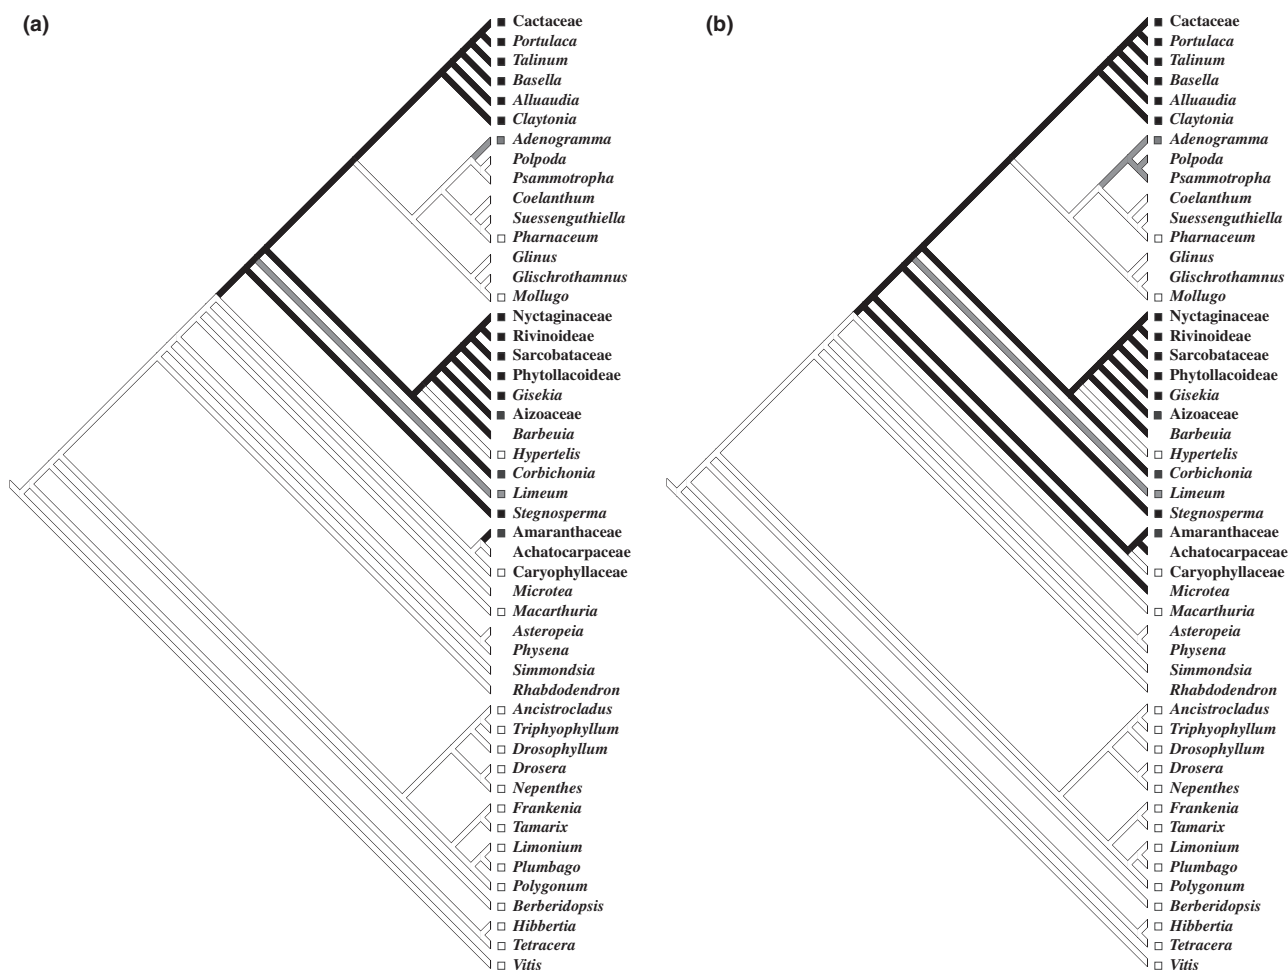 (a)
Cactaceae
Portulaca
Talinum
Basella
Alluaudia
Claytonia
Adenogramma
Polpoda
Psammotropha
Coelanthum
Suessenguthiella
Pharnaceum
Glinus
Glischrothamnus
Mollugo
Nyctaginaceae
Rivinoideae
Sarcobataceae
Phytollacoideae
Gisekia
Aizoaceae
Barbeuia
Hypertelis
Corbichonia
Limeum
Stegnosperma
Amaranthaceae
Achatocarpaceae
Caryophyllaceae
Microtea
Macarthuria
Asteropeia
Physena
Simmondsia
Rhabdodendron
Ancistrocladus
Triphyophyllum
Drosophyllum
Drosera
Nepenthes
Frankenia
Tamarix
Limonium
Plumbago
Polygonum
Berberidopsis
Hibbertia
Tetracera
Vitis
(b)
Cactaceae
Portulaca
Talinum
Basella
Alluaudia
Claytonia
Adenogramma
Polpoda
Psammotropha
Coelanthum
Suessenguthiella
Pharnaceum
Glinus
Glischrothamnus
Mollugo
Nyctaginaceae
Rivinoideae
Sarcobataceae
Phytollacoideae
Gisekia
Aizoaceae
Barbeuia
Hypertelis
Corbichonia
Limeum
Stegnosperma
Amaranthaceae
Achatocarpaceae
Caryophyllaceae
Microtea
Macarthuria
Asteropeia
Physena
Simmondsia
Rhabdodendron
Ancistrocladus
Triphyophyllum
Drosophyllum
Drosera
Nepenthes
Frankenia
Tamarix
Limonium
Plumbago
Polygonum
Berberidopsis
Hibbertia
Tetracera
Vitis